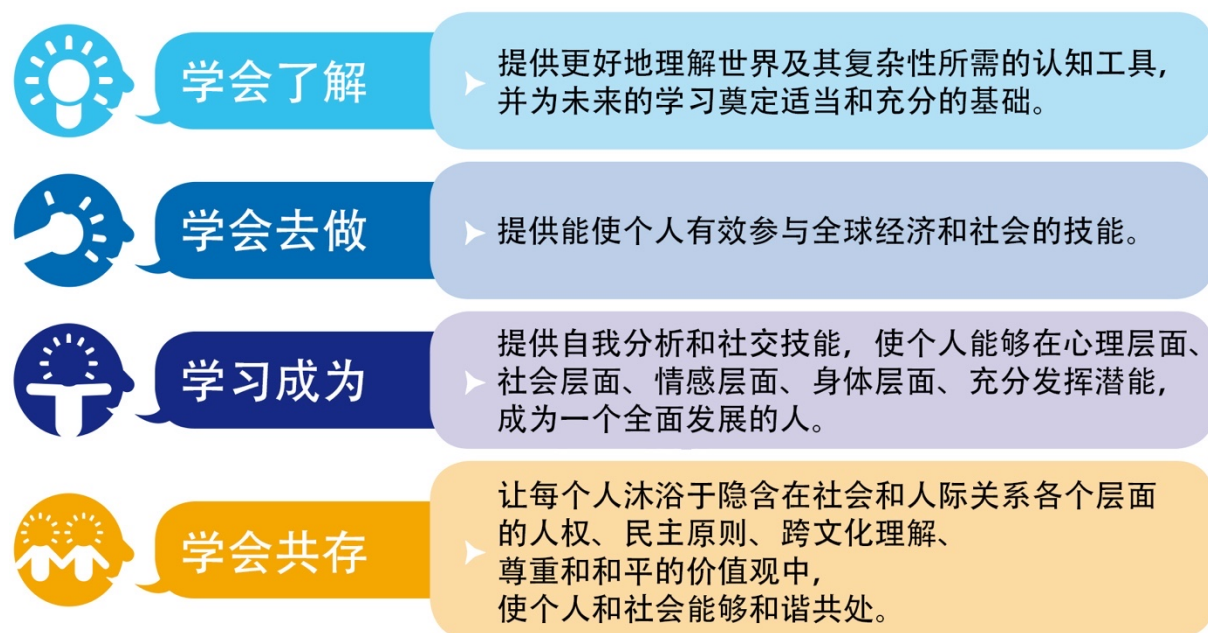 学会了解
提供更好地理解世界及其复杂性所需的认知工具，
并为未来的学习奠定适当和充分的基础。
学会去做
提供能使个人有效参与全球经济和社会的技能。
学习成为
提供自我分析和社交技能，使个人能够在心理层面、
社会层面、情感层面、身体层面、充分发挥潜能，
成为一个全面发展的人。
学会共存
让每个人沐浴于隐含在社会和人际关系各个层面
的人权、民主原则、跨文化理解、
尊重和和平的价值观中，
使个人和社会能够和谐共处。